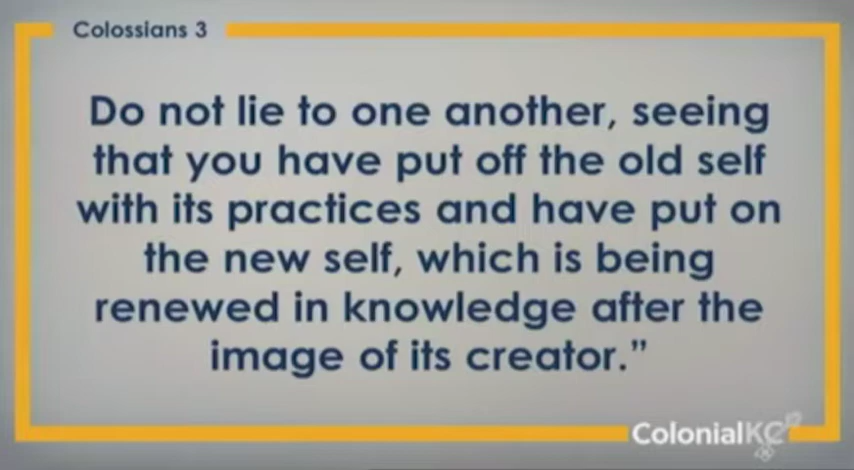 Colossians 3
Do not lie to one another, seeing
that you have put off the old self
with its practices and have put on
the new self, which is being
renewed in knowledge after the
image of its creator.”
ColonialKC